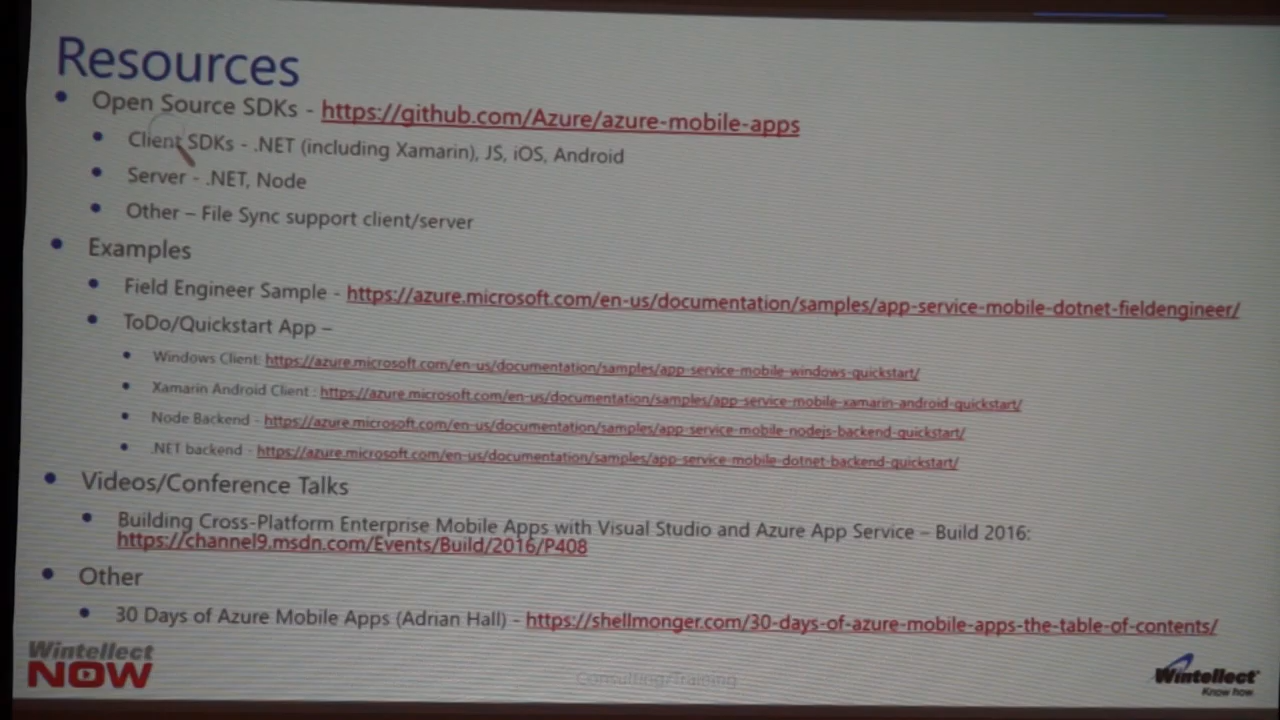 Resources
Open Source SDKs - https://github.com/Azure/azure-mobile-apps
Client SDKs - .NET (including Xamarin), JS, iOS, Android
Server - .NET, Node
Other – File Sync support client/server
Examples
Field Engineer Sample - https://azure.microsoft.com/en-us/documentation/samples/app-service-mobile-dotnet-fieldengineer/
ToDo/Quickstart App –
Windows Client: https://azure.microsoft.com/en-us/documentation/samples/app-service-mobile-windows-quickstart/
Xamarin Android Client : https://azure.microsoft.com/en-us/documentation/samples/app-service-mobile-xamarin-android-quickstart/
Node Backend - https://azure.microsoft.com/en-us/documentation/samples/app-service-mobile-nodejs-backend-quickstart/
.NET backend - https://azure.microsoft.com/en-us/documentation/samples/app-service-mobile-dotnet-backend-quickstart/
Videos/Conference Talks
Building Cross-Platform Enterprise Mobile Apps with Visual Studio and Azure App Service – Build 2016:
https://channel9.msdn.com/Events/Build/2016/P408
Other
30 Days of Azure Mobile Apps (Adrian Hall) - https://shellmonger.com/30-days-of-azure-mobile-apps-the-table-of-contents/
Wintellect
NOW
Consulting/Training
Wintellect
Know how.